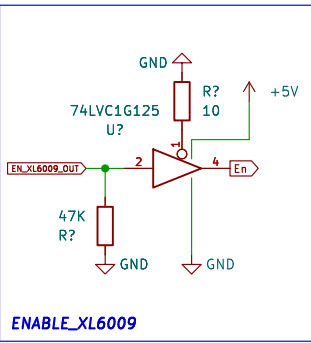 GND
R?
10
+5V
74LVC1G125
U?
1
EN_XL6009_OUT
2
4
En
47K
R?
GND
GND
ENABLE_XL6009